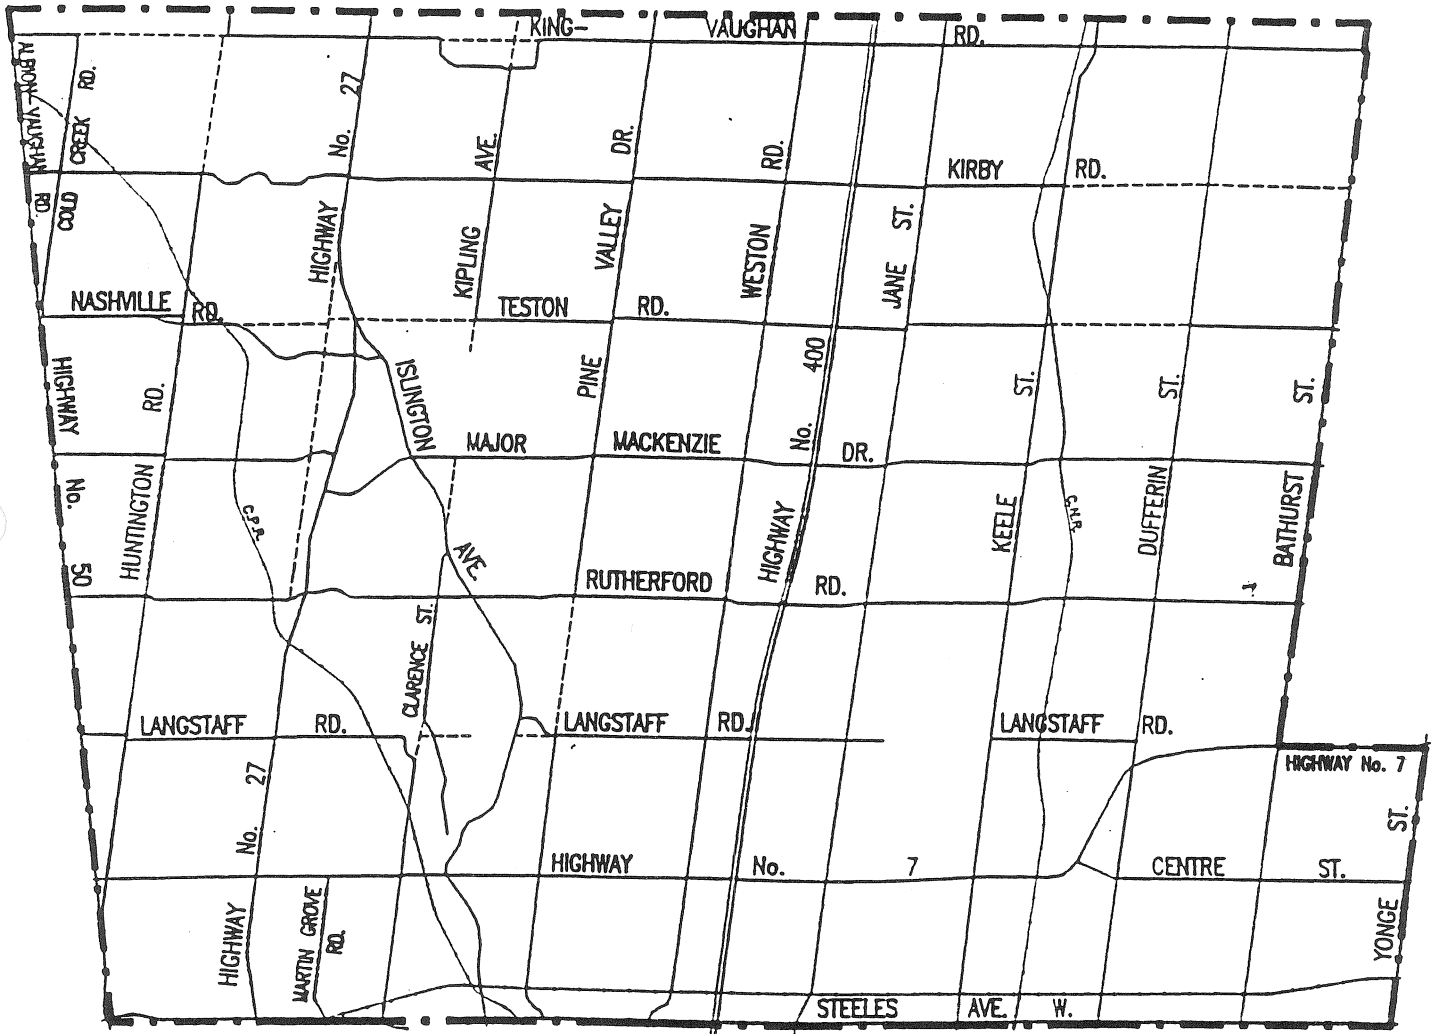 KING-VAUGHAN RD.
ALBION-VAUGHAN RD.
COLD CREEK RD.
HIGHWAY No. 27
KIPLING AVE.
PINE VALLEY DR.
WESTON RD.
JANE ST.
KIRBY RD.
NASHVILLE RD.
TESTON RD.
HIGHWAY No. 50
HUNTINGTON RD.
ISLINGTON AVE.
HIGHWAY No. 400
KEELE ST.
DUFFERIN ST.
BATHURST ST.
MAJOR MACKENZIE DR.
C.P.R.
C.N.R.
RUTHERFORD RD.
CLARENCE ST.
LANGSTAFF RD.
LANGSTAFF RD.
LANGSTAFF RD.
HIGHWAY No. 7
HIGHWAY No. 27
HIGHWAY No. 7
CENTRE ST.
MARTIN GROVE RD.
YONGE ST.
STEELES AVE. W.